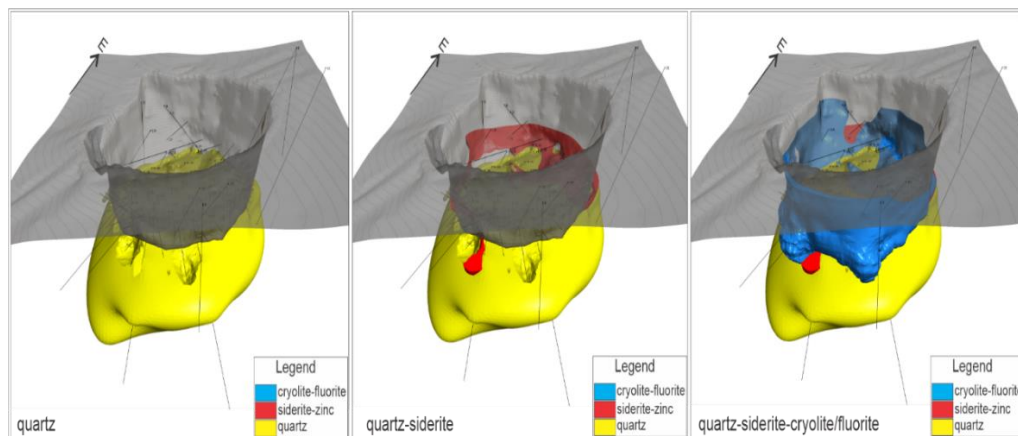 E
Legend
cryolite-fluorite
siderite-zinc
quartz
quartz
E
Legend
cryolite-fluorite
siderite-zinc
quartz
quartz-siderite
E
Legend
cryolite-fluorite
siderite-zinc
quartz
quartz-siderite-cryolite/fluorite